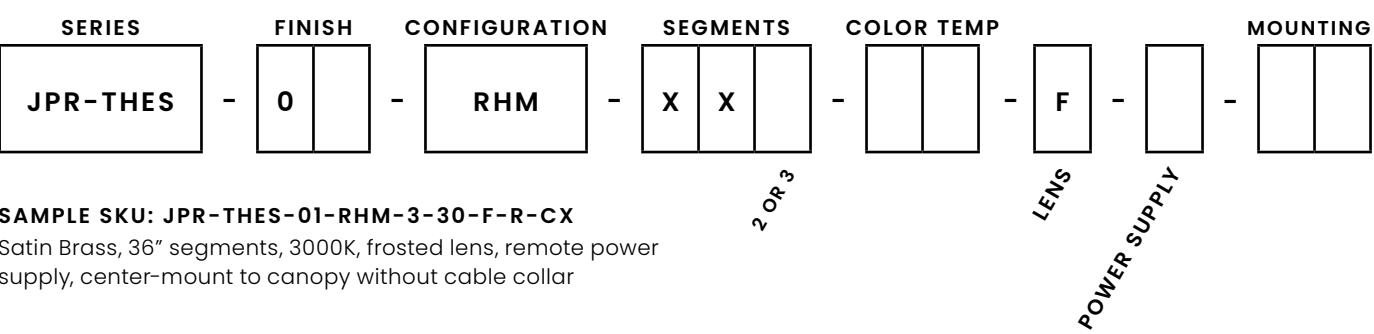 SERIES FINISH CONFIGURATION SEGMENTS COLOR TEMP MOUNTING
JPR-THES - 0 - RHM - X X - - F - -
2 OR 3
LENS
POWER SUPPLY
SAMPLE SKU: JPR-THES-01-RHM-3-30-F-R-CX
Satin Brass, 36” segments, 3000K, frosted lens, remote power
supply, center-mount to canopy without cable collar